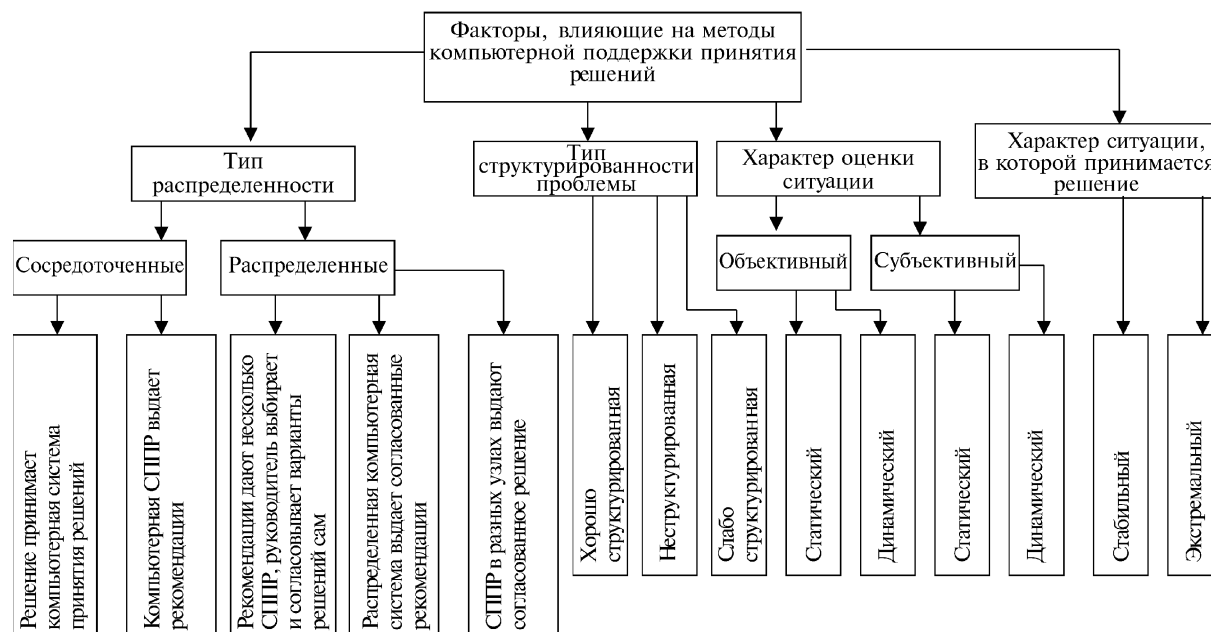 Факторы, влияющие на методы
компьютерной поддержки принятия
решений
Тип
распределенности
Тип
структурированности
проблемы
Характер оценки
ситуации
Характер ситуации,
в которой принимается
решение
Сосредоточенные
Распределенные
Объективный
Субъективный
Решение принимает
компьютерная система
принятия решений
Компьютерная СППР выдает
рекомендации
Рекомендации дают несколько
СППР, руководитель выбирает
и согласовывает варианты
решений сам
Распределенная компьютерная
система выдает согласованные
рекомендации
СППР в разных узлах выдают
согласованное решение
Хорошо
структурированная
Неструктурированная
Слабо
структурированная
Статический
Динамический
Статический
Динамический
Стабильный
Экстремальный